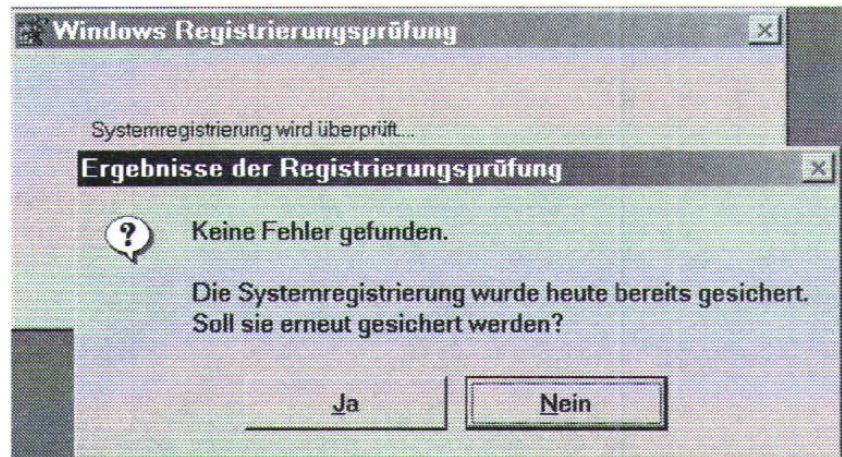 Windows Registrierungsprüfung
Systemregistrierung wird überprüft...
Ergebnisse der Registrierungsprüfung
Keine Fehler gefunden.
Die Systemregistrierung wurde heute bereits gesichert.
Soll sie erneut gesichert werden?
Ja
Nein